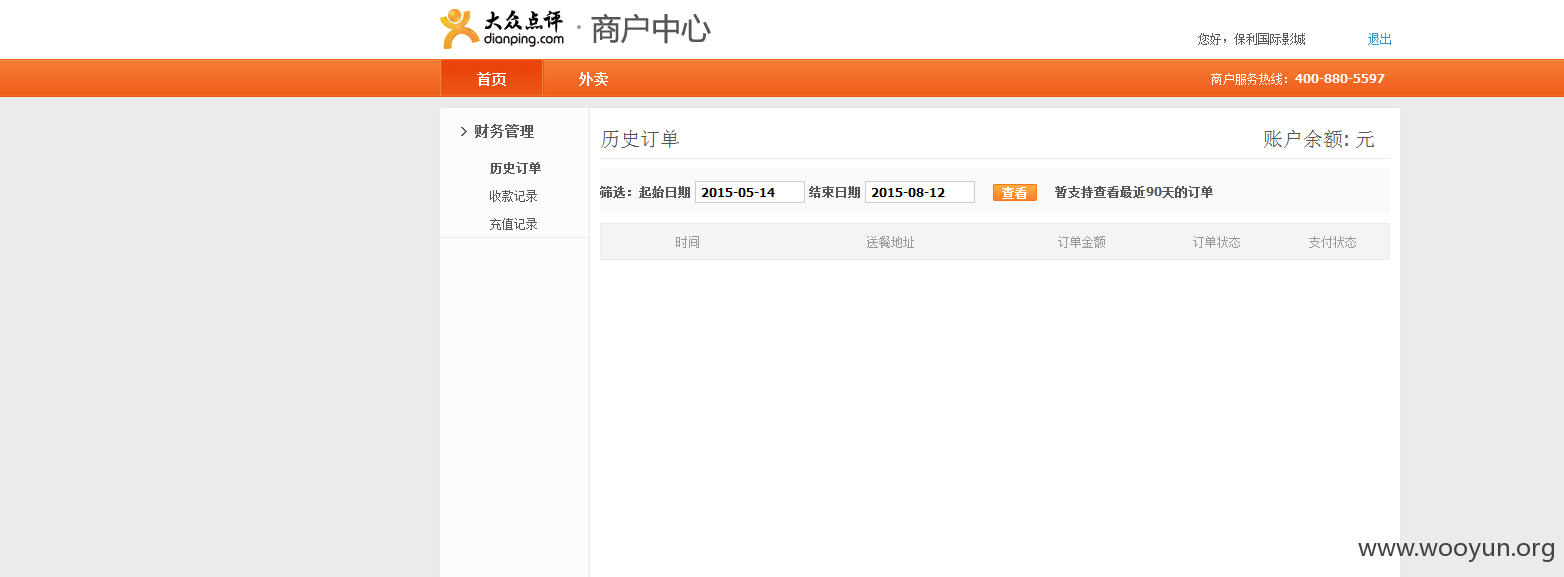 大众点评
dianping.com
· 商户中心
您好，保利国际影城 退出
首页 外卖 商户服务热线：400-880-5597
财务管理
历史订单
收款记录
充值记录
历史订单 账户余额: 元
筛选：起始日期 2015-05-14 结束日期 2015-08-12 查看 暂支持查看最近90天的订单
时间 送餐地址 订单金额 订单状态 支付状态
www.wooyun.org